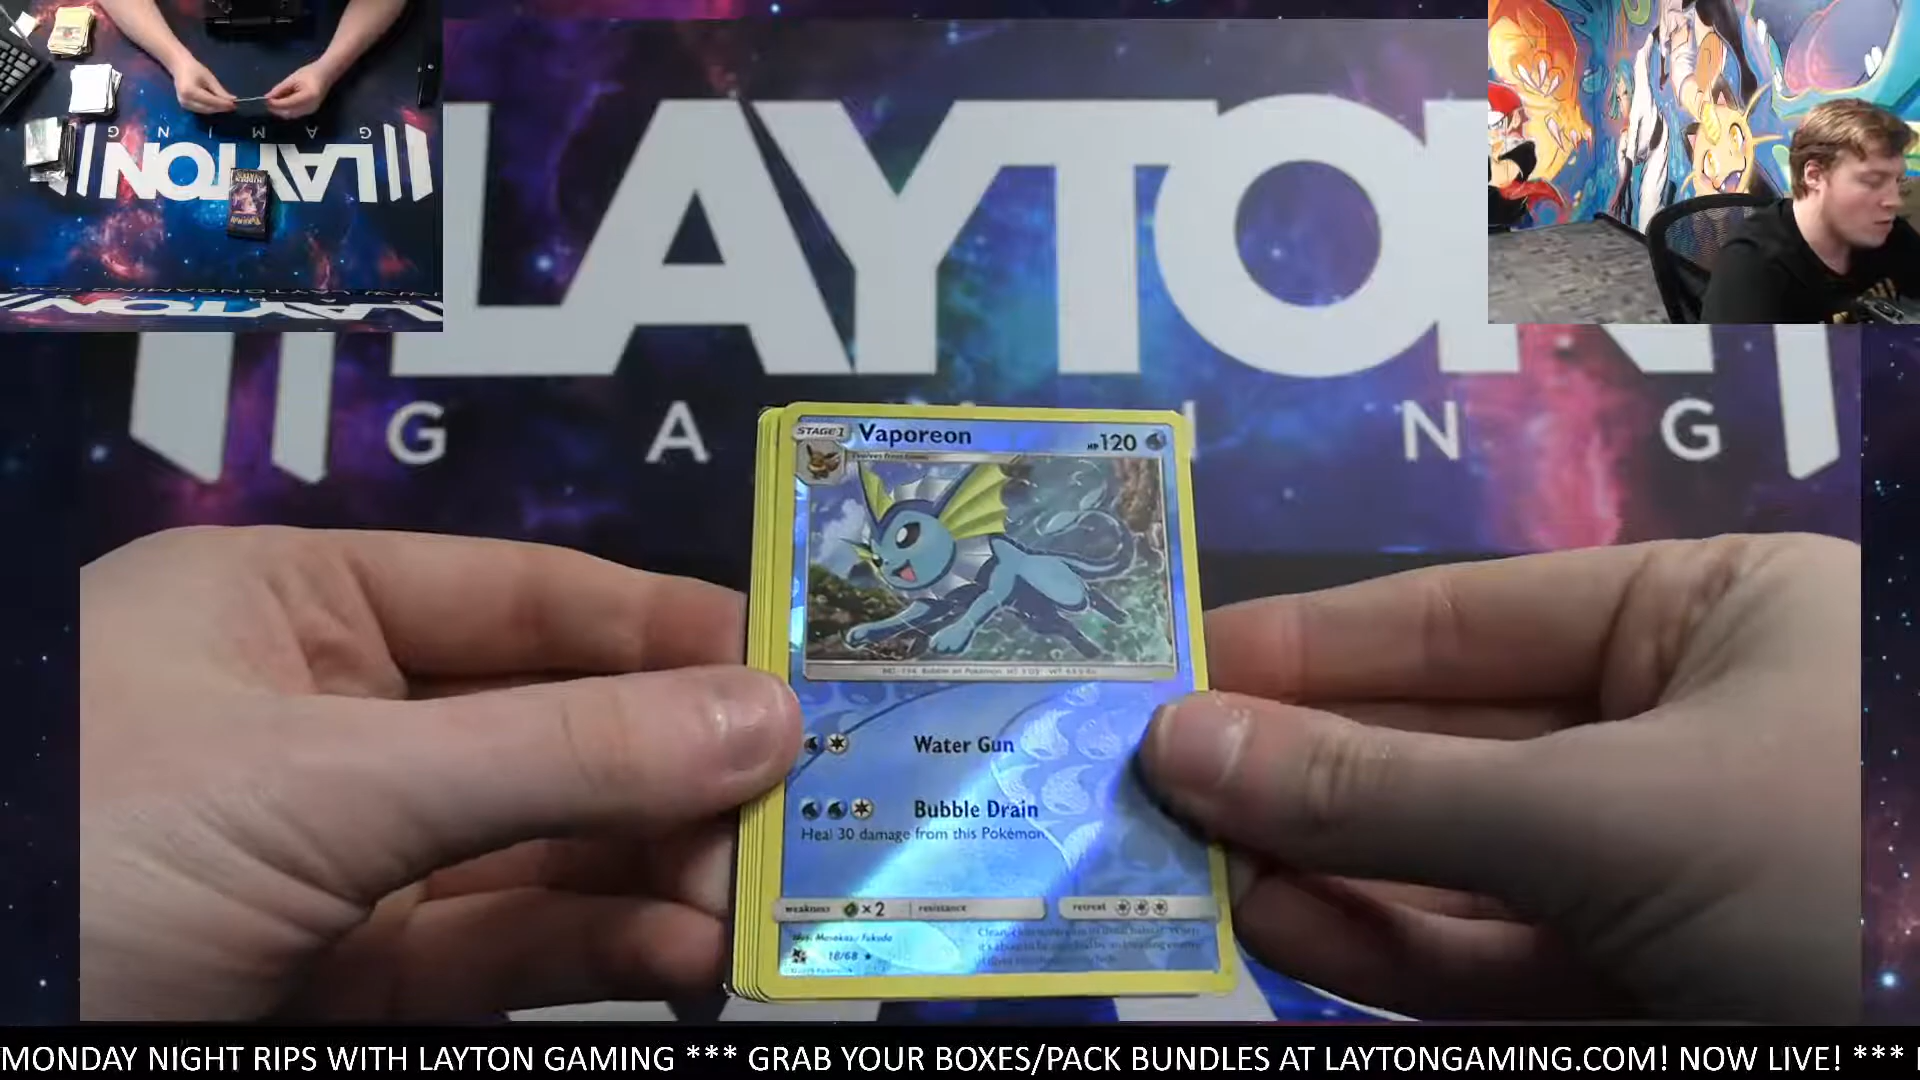 LAYTON
G A M I N G
GAMING
LAYTON
LAYTON
STAGE 1 Vaporeon HP 120
Water Gun
Bubble Drain
Heal 30 damage from this Pokémon.
weakness ×2 resistance retreat
18/68
MONDAY NIGHT RIPS WITH LAYTON GAMING *** GRAB YOUR BOXES/PACK BUNDLES AT LAYTONGAMING.COM! NOW LIVE! ***